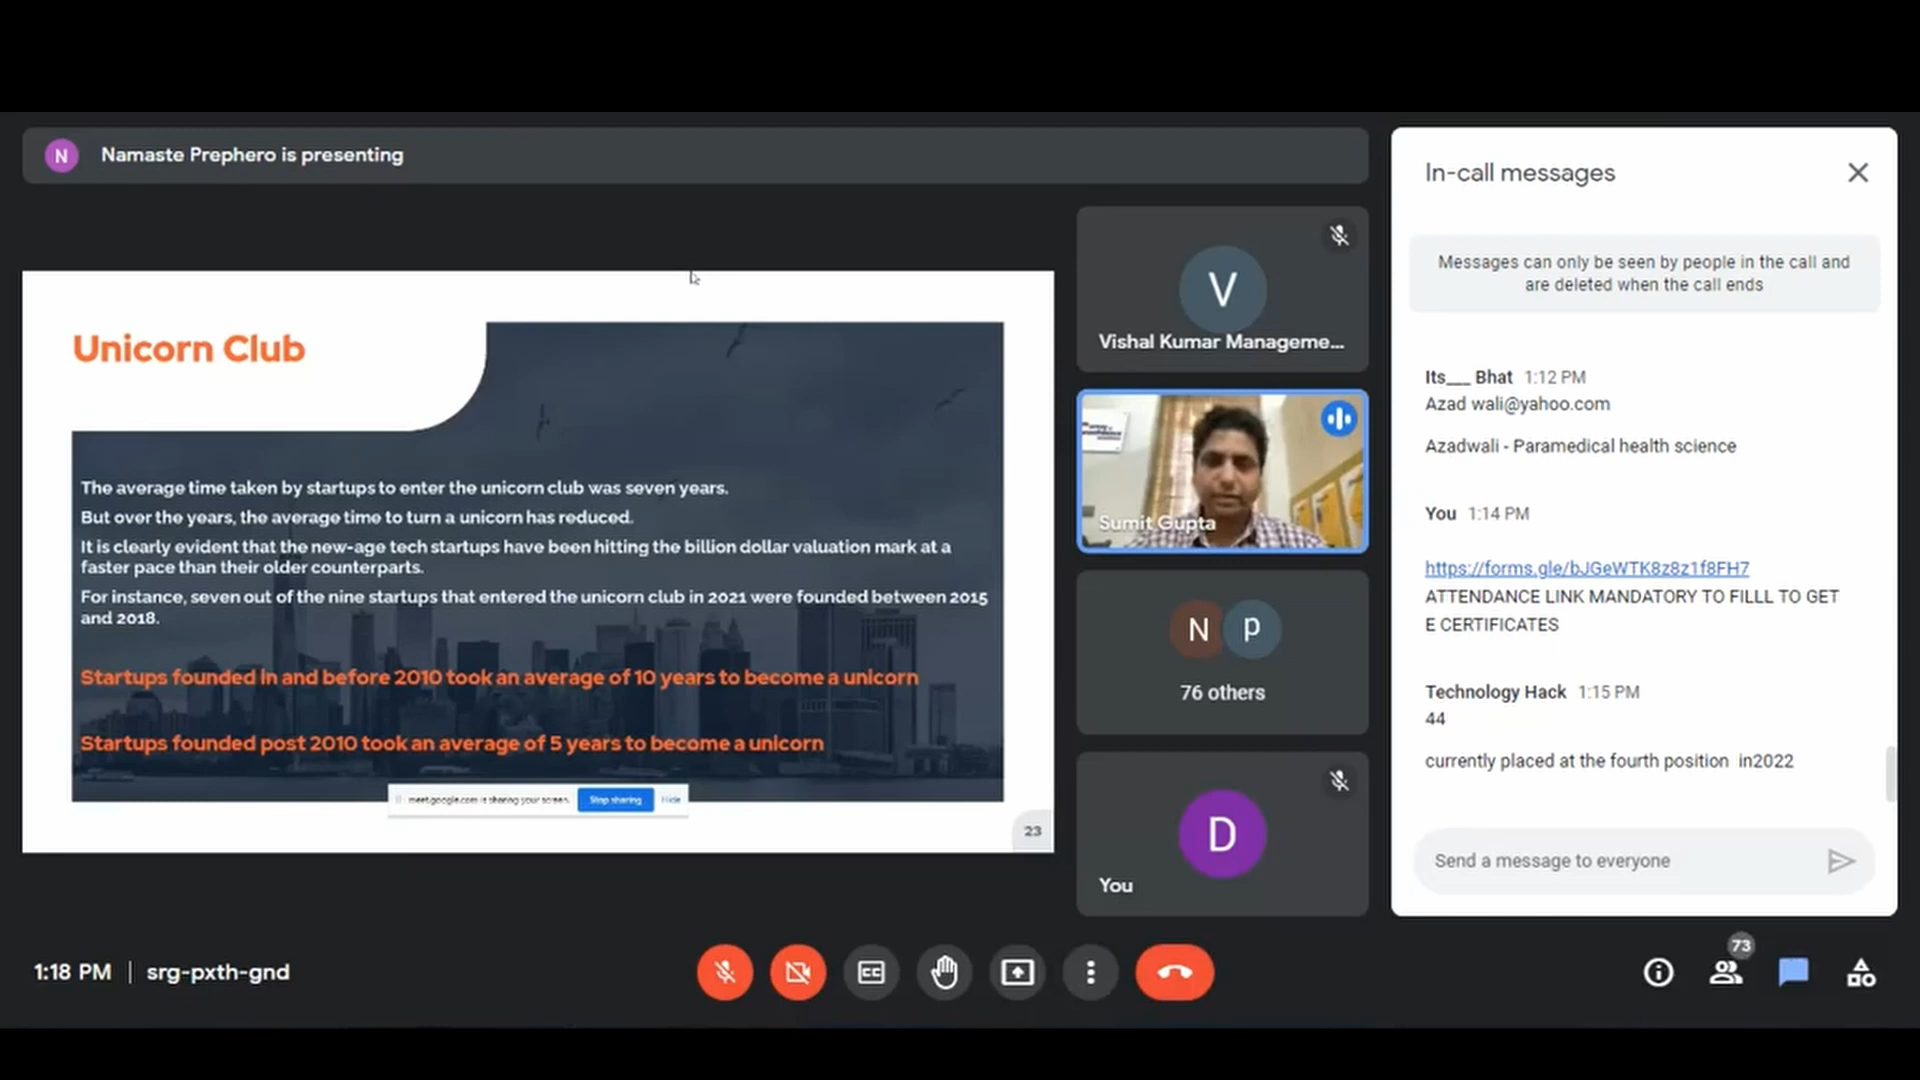 N
Namaste Prephero is presenting
Unicorn Club
The average time taken by startups to enter the unicorn club was seven years.
But over the years, the average time to turn a unicorn has reduced.
It is clearly evident that the new-age tech startups have been hitting the billion dollar valuation mark at a
faster pace than their older counterparts.
For instance, seven out of the nine startups that entered the unicorn club in 2021 were founded between 2015
and 2018.
Startups founded in and before 2010 took an average of 10 years to become a unicorn
Startups founded post 2010 took an average of 5 years to become a unicorn
meet.google.com is sharing your screen.
Stop sharing
Hide
23
V
Vishal Kumar Manageme...
Sumit Gupta
N
p
76 others
D
You
In-call messages
Messages can only be seen by people in the call and
are deleted when the call ends
Its___ Bhat 1:12 PM
Azad wali@yahoo.com
Azadwali - Paramedical health science
You 1:14 PM
https://forms.gle/bJGeWTK8z8z1f8FH7
ATTENDANCE LINK MANDATORY TO FILLL TO GET
E CERTIFICATES
Technology Hack 1:15 PM
44
currently placed at the fourth position in2022
Send a message to everyone
1:18 PM | srg-pxth-gnd
CC
73